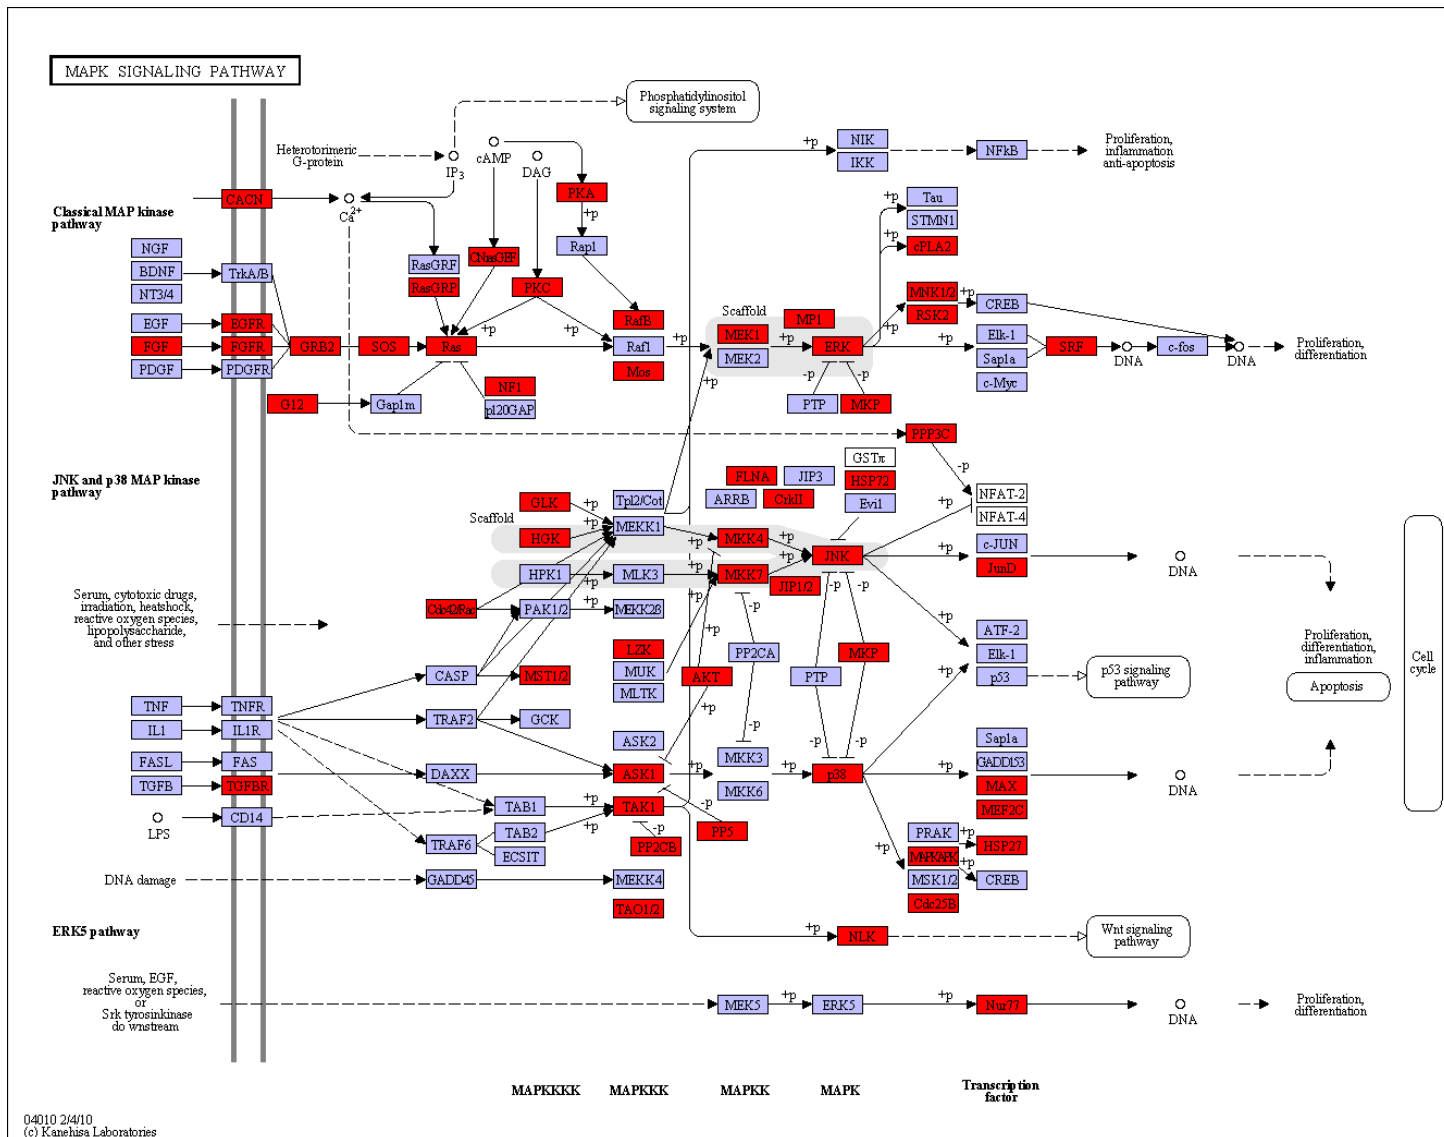 MAPK SIGNALING PATHWAY
Phosphatidylinositol
signaling system
Heterotorimeric
G-protein
IP3
cAMP
DAG
+p
NIK
IKK
NFkB
Proliferation,
inflammation
anti-apoptosis
CACN
Ca2+
PKA
+p
Rap1
+p
Tau
STMN1
+p
cPLA2
Classical MAP kinase
pathway
NGF
BDNF
NT3/4
TrkA/B
RasGRF
RasGRP
CNrasGEF
PKC
MNK1/2
RSK2
+p
CREB
EGF
EGFR
FGF
FGFR
PDGF
PDGFR
GRB2
SOS
Ras
+p
+p
RafB
Raf1
Mos
+p
Scaffold
MEK1
MEK2
+p
MP1
ERK
+p
+p
Elk-1
Sap1a
c-Myc
SRF
DNA
c-fos
DNA
Proliferation,
differentiation
G12
Gap1m
NF1
p120GAP
+p
-p
-p
PTP
MKP
PPP3C
-p
JNK and p38 MAP kinase
pathway
GSTπ
HSP72
Evi1
FLNA
JIP3
ARRB
CrkII
NFAT-2
NFAT-4
GLK
+p
Tpl2/Cot
Scaffold
+p
MEKK1
+p
HGK
MKK4
+p
JNK
+p
c-JUN
JunD
DNA
HPK1
+p
MLK3
+p
MKK7
+p
JIP1/2
Serum, cytotoxic drugs,
irradiation, heatshock,
reactive oxygen species,
lipopolysaccharide,
and other stress
Cdc42/Rac
PAK1/2
+p
MEKK2/3
-p
+p
+p
ATF-2
Elk-1
p53
p53 signaling
pathway
Proliferation,
differentiation,
inflammation
Apoptosis
Cell
cycle
LZK
MUK
MLTK
PP2CA
AKT
PTP
MKP
CASP
MST1/2
TNF
TNFR
IL1
IL1R
TRAF2
GCK
+p
-p
-p
-p
+p
ASK2
FASL
FAS
TGFB
TGFBR
DAXX
ASK1
+p
MKK3
MKK6
+p
p38
+p
Sap1a
GADD153
MAX
MEF2C
DNA
LPS
CD14
TAB1
+p
TAK1
-p
PP5
TRAF6
TAB2
ECSIT
+p
-p
PP2CB
+p
PRAK
MAPKAPK
MSK1/2
Cdc25B
+p
HSP27
+p
CREB
DNA damage
GADD45
MEKK4
TAO1/2
ERK5 pathway
+p
NLK
Wnt signaling
pathway
Serum, EGF,
reactive oxygen species,
or
Srk tyrosinkinase
do wnstream
MEK5
+p
ERK5
+p
Nur77
DNA
Proliferation,
differentiation
MAPKKKK
MAPKKK
MAPKK
MAPK
Transcription
factor
04010 2/4/10
(c) Kanehisa Laboratories